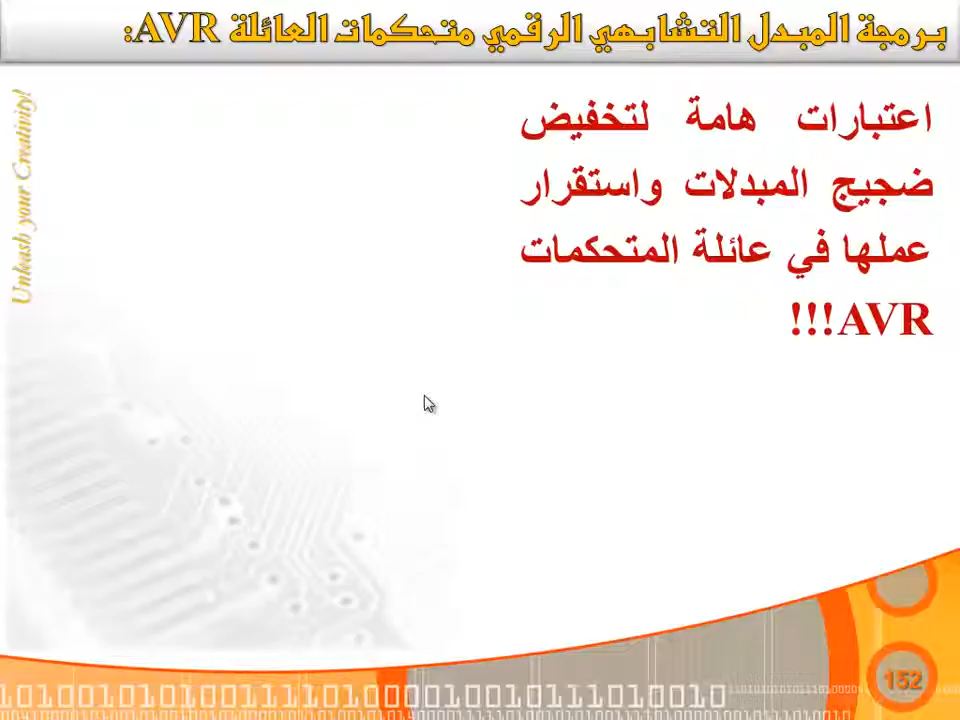 برمجة المبدل التشابهي الرقمي متحكمات العائلة AVR:
Unleash your Creativity!
اعتبارات هامة لتخفيض
ضجيج المبدلات واستقرار
عملها في عائلة المتحكمات
AVR!!!
152